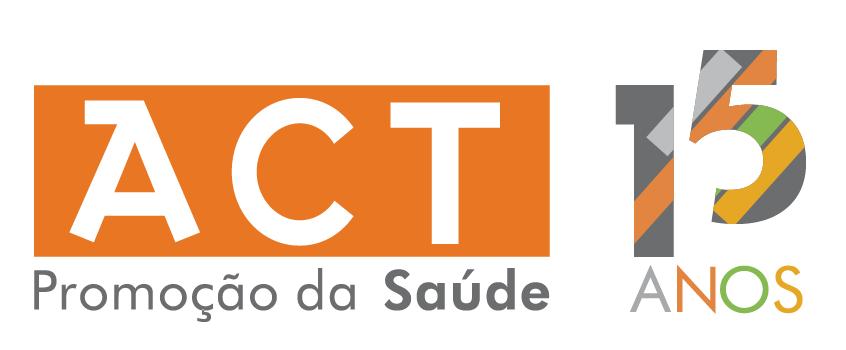 ACT
Promoção da Saúde
15
ANOS